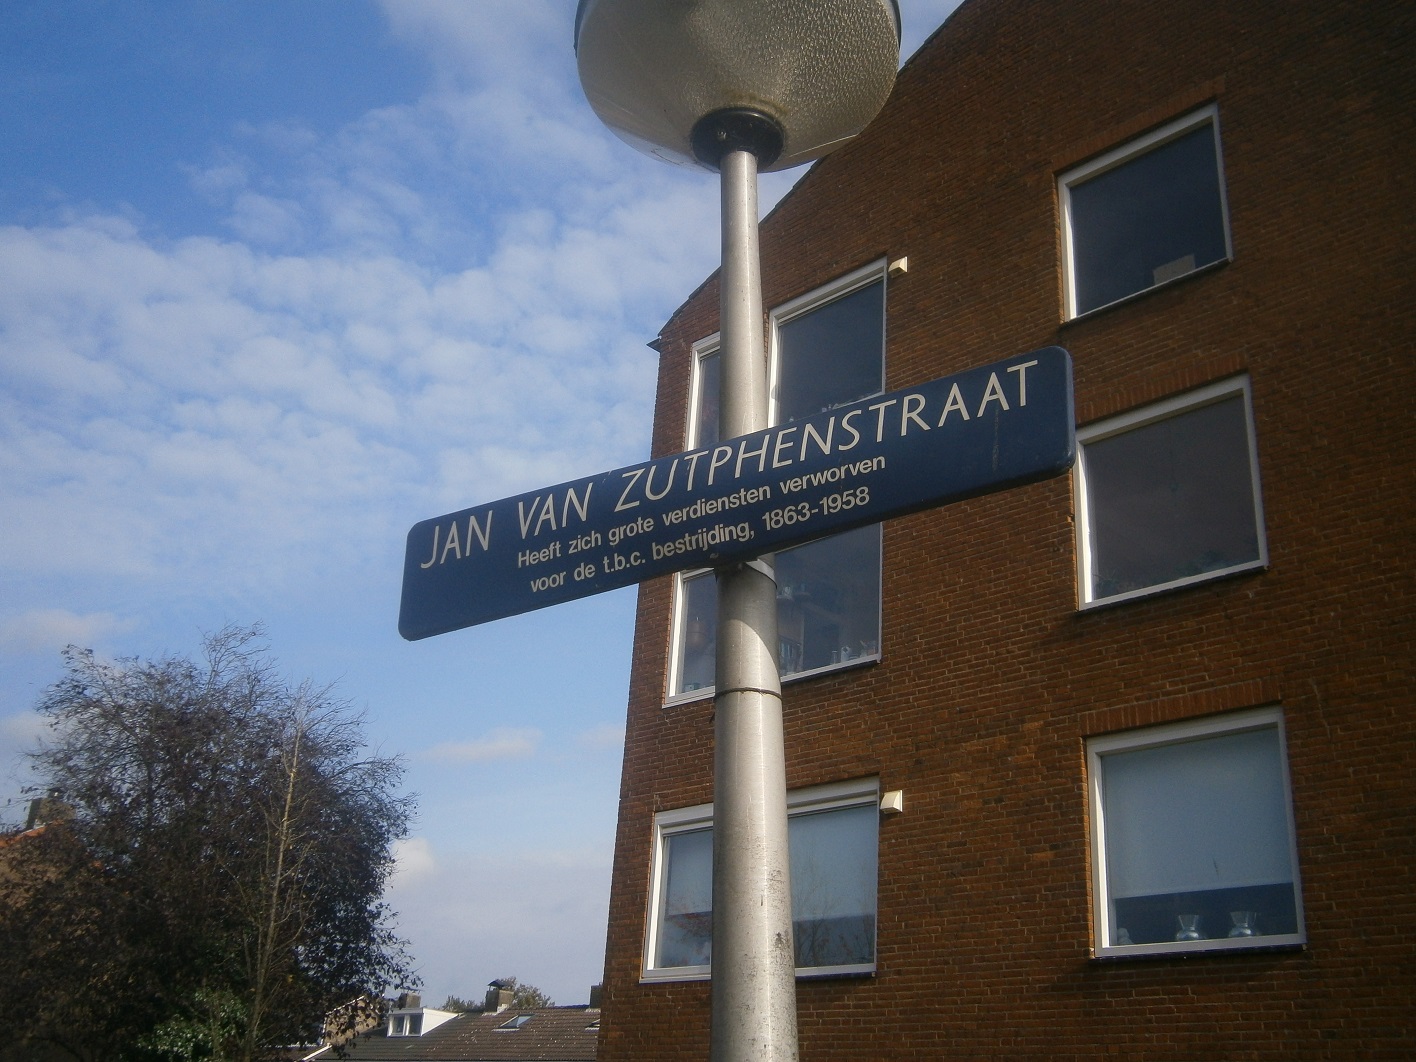 JAN VAN ZUTPHENSTRAAT
Heeft zich grote verdiensten verworven
voor de t.b.c. bestrijding, 1863-1958